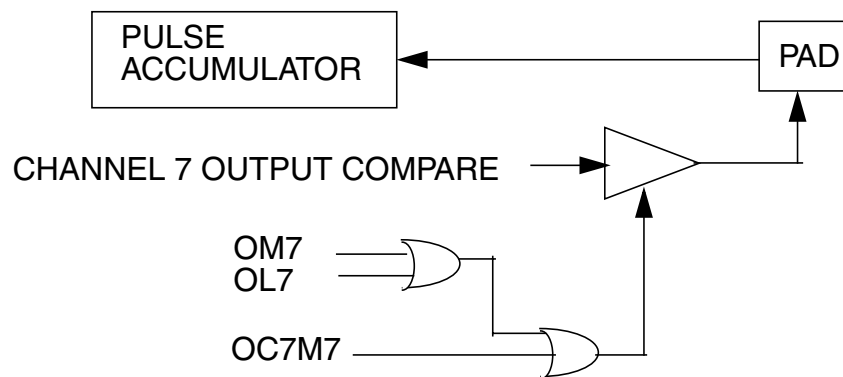 PULSE
ACCUMULATOR
PAD
CHANNEL 7 OUTPUT COMPARE
OM7
OL7
OC7M7